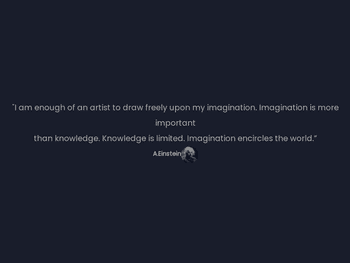 "I am enough of an artist to draw freely upon my imagination. Imagination is more
important
than knowledge. Knowledge is limited. Imagination encircles the world."
A.Einstein